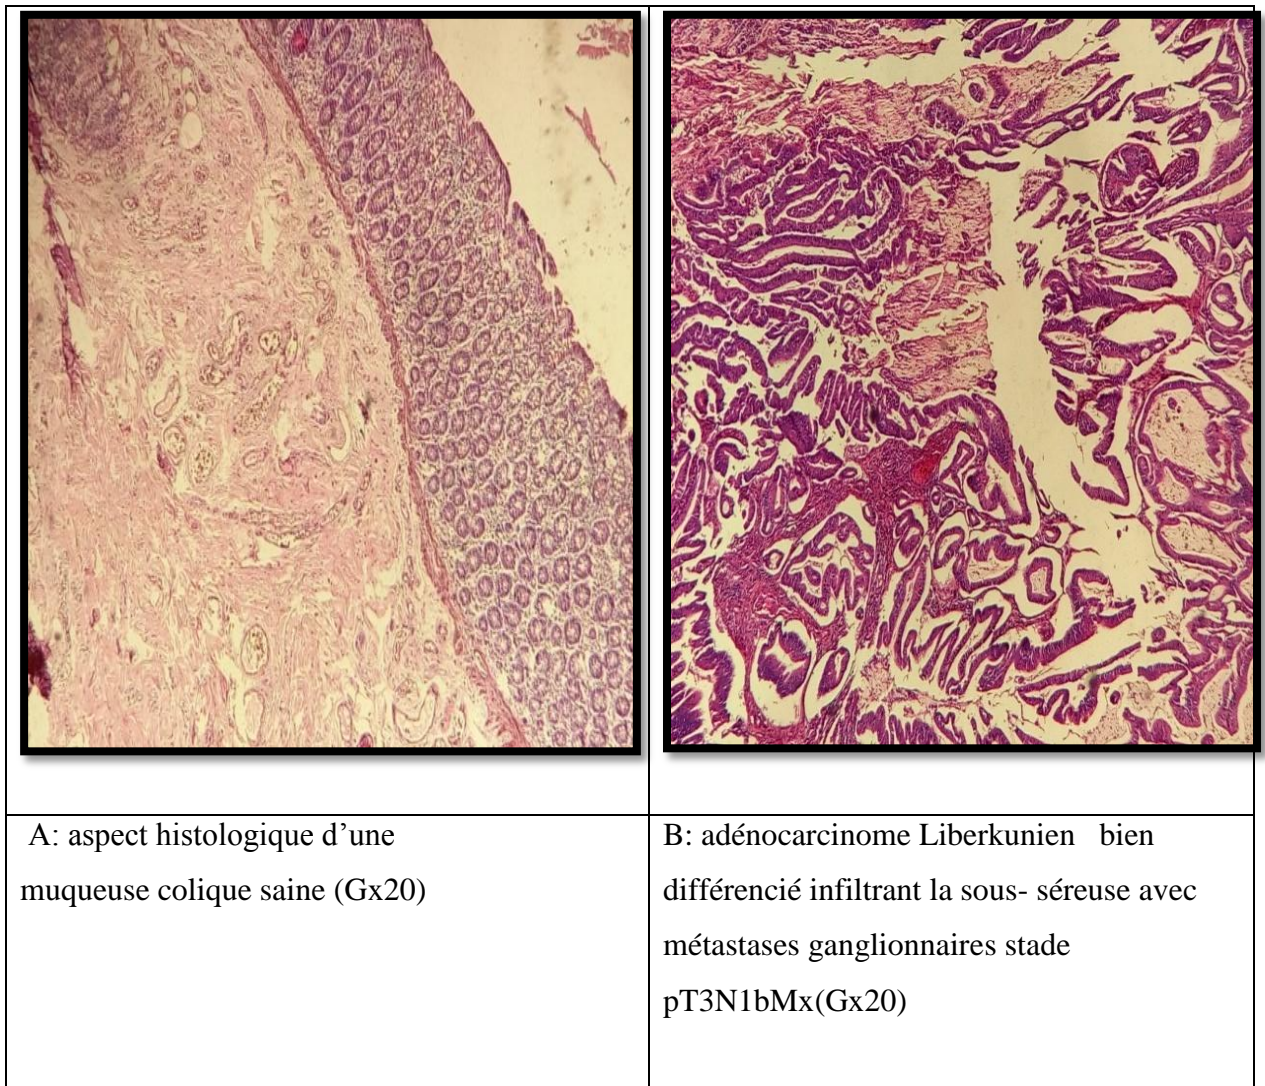 A: aspect histologique d’une
muqueuse colique saine (Gx20)
B: adénocarcinome Liberkunien bien
différencié infiltrant la sous- séreuse avec
métastases ganglionnaires stade
pT3N1bMx(Gx20)